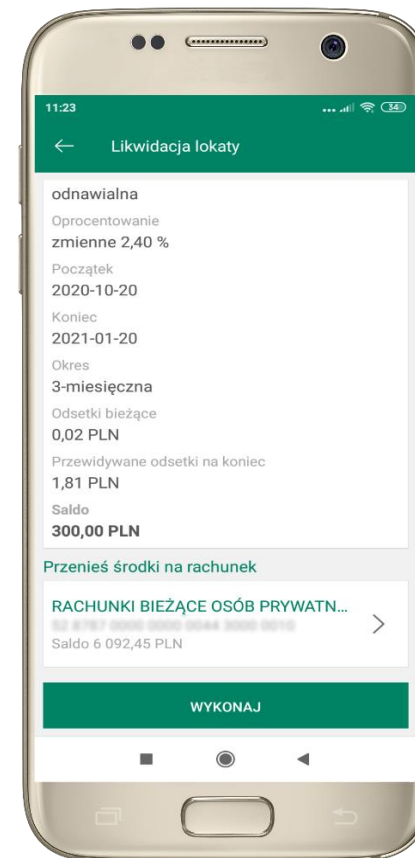 11:23
34
Likwidacja lokaty
odnawialna
Oprocentowanie
zmienne 2,40 %
Początek
2020-10-20
Koniec
2021-01-20
Okres
3-miesięczna
Odsetki bieżące
0,02 PLN
Przewidywane odsetki na koniec
1,81 PLN
Saldo
300,00 PLN
Przenieś środki na rachunek
RACHUNKI BIEŻĄCE OSÓB PRYWATN...
Saldo 6 092,45 PLN
WYKONAJ